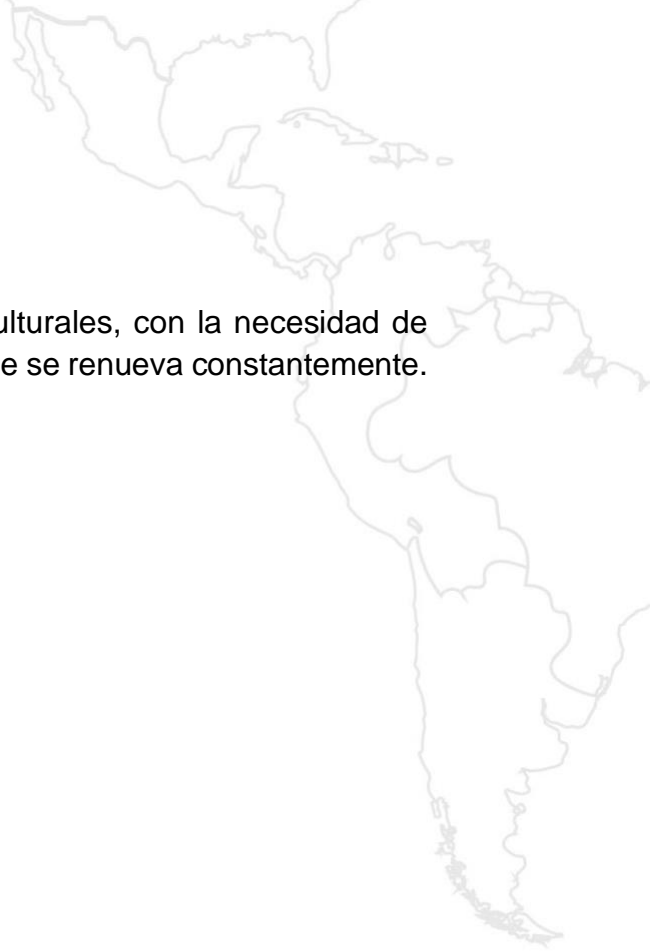 ulturales, con la necesidad de
e se renueva constantemente.